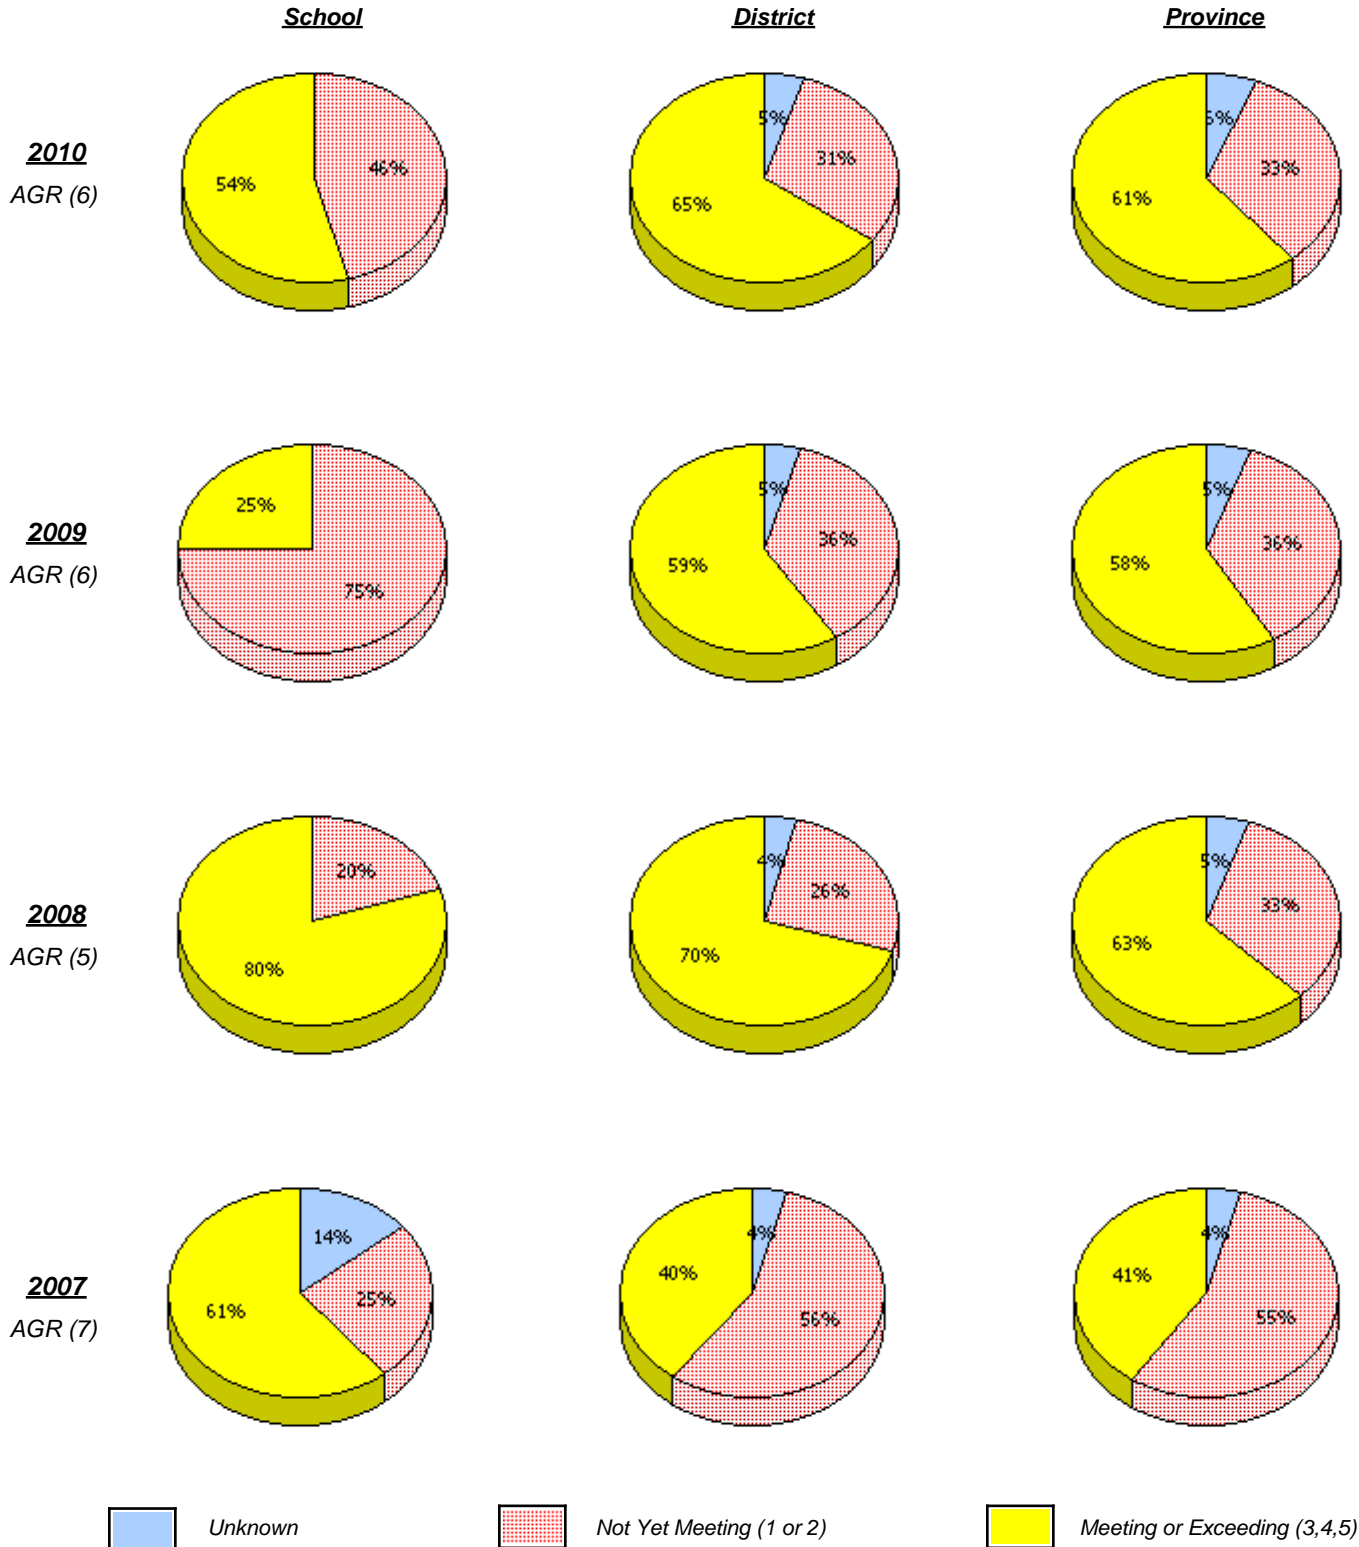 School District Province
2010
AGR (6)
54% 46%
5% 31% 65%
6% 33% 61%
2009
AGR (6)
25% 75%
5% 36% 59%
5% 36% 58%
2008
AGR (5)
20% 80%
4% 26% 70%
5% 33% 63%
2007
AGR (7)
14% 25% 61%
4% 40% 56%
4% 41% 55%
Unknown Not Yet Meeting (1 or 2) Meeting or Exceeding (3,4,5)